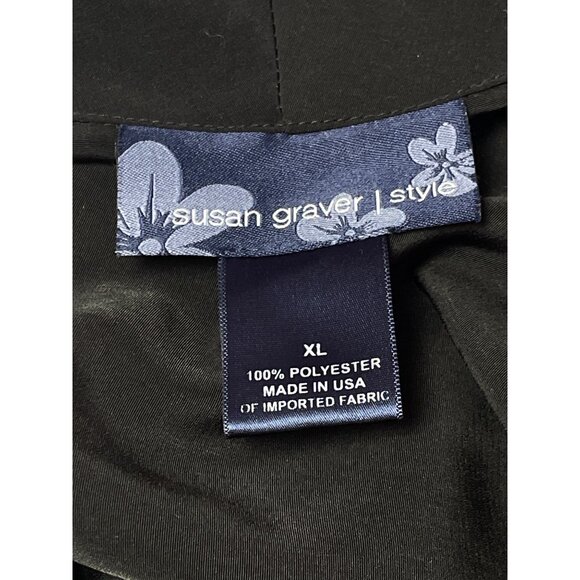 susan graver | style
XL
100% POLYESTER
MADE IN USA
OF IMPORTED FABRIC